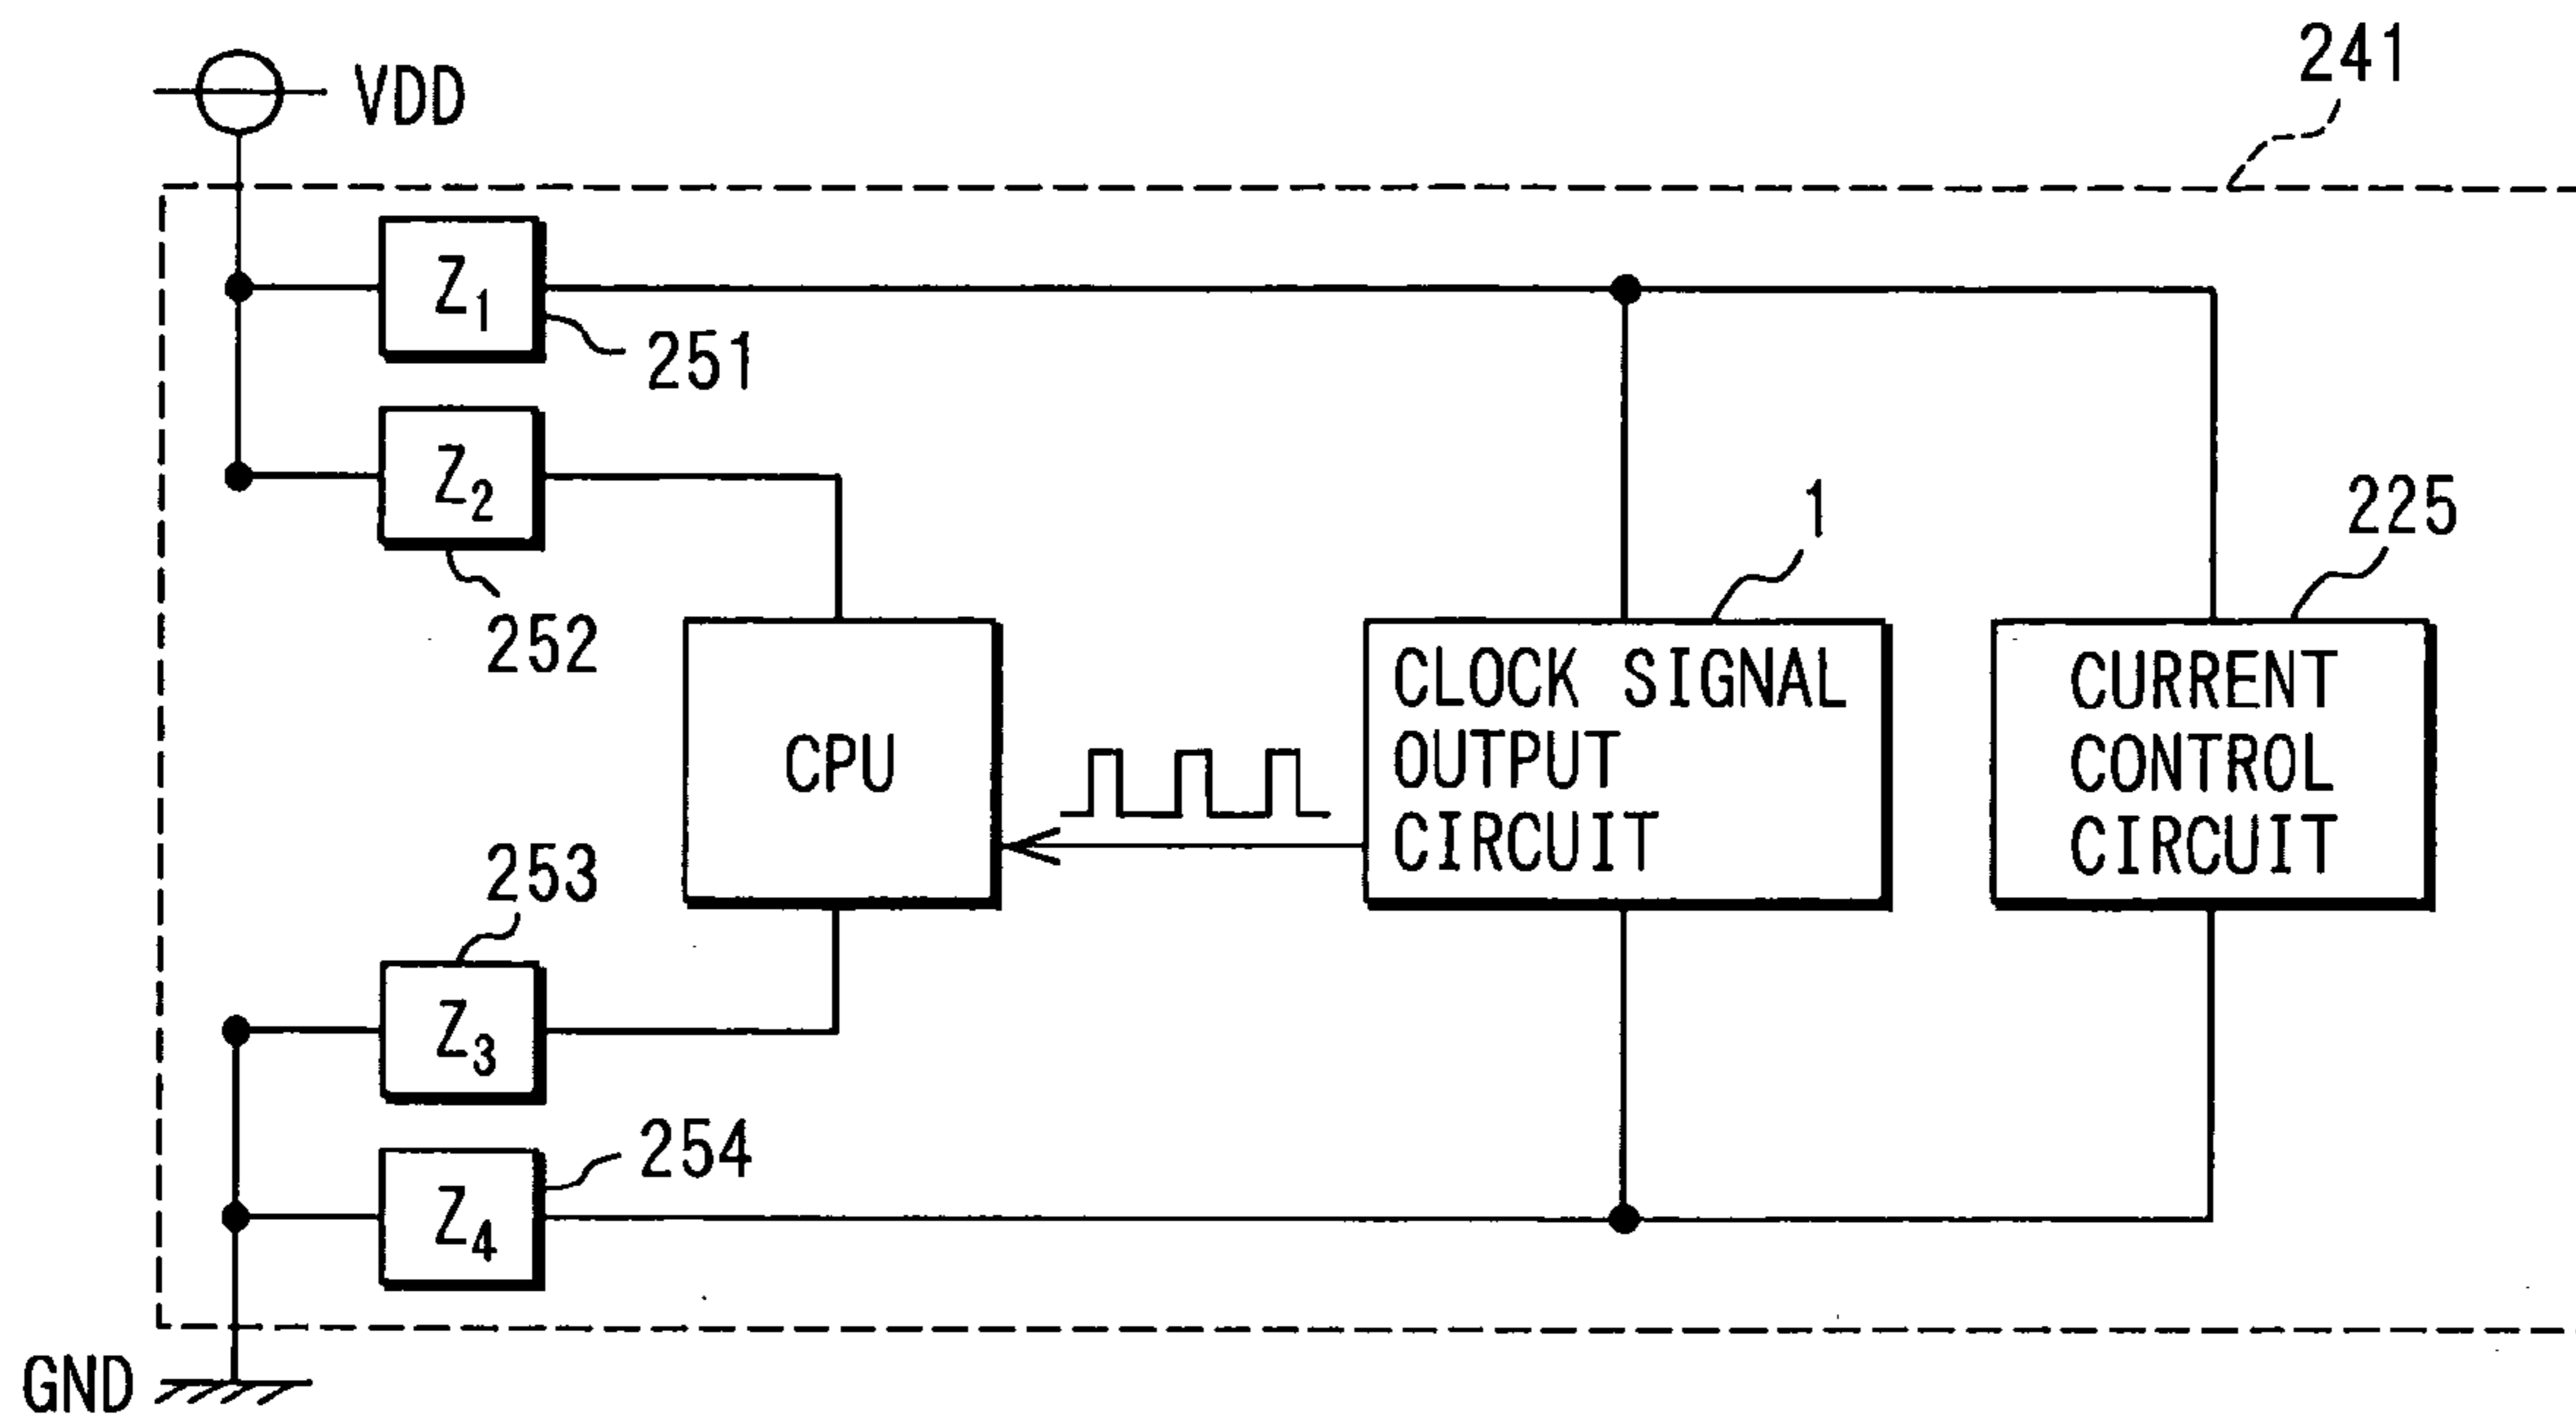 241
VDD
Z1
251
Z2
252
1
225
CPU
CLOCK SIGNAL
OUTPUT
CIRCUIT
CURRENT
CONTROL
CIRCUIT
253
Z3
254
Z4
GND